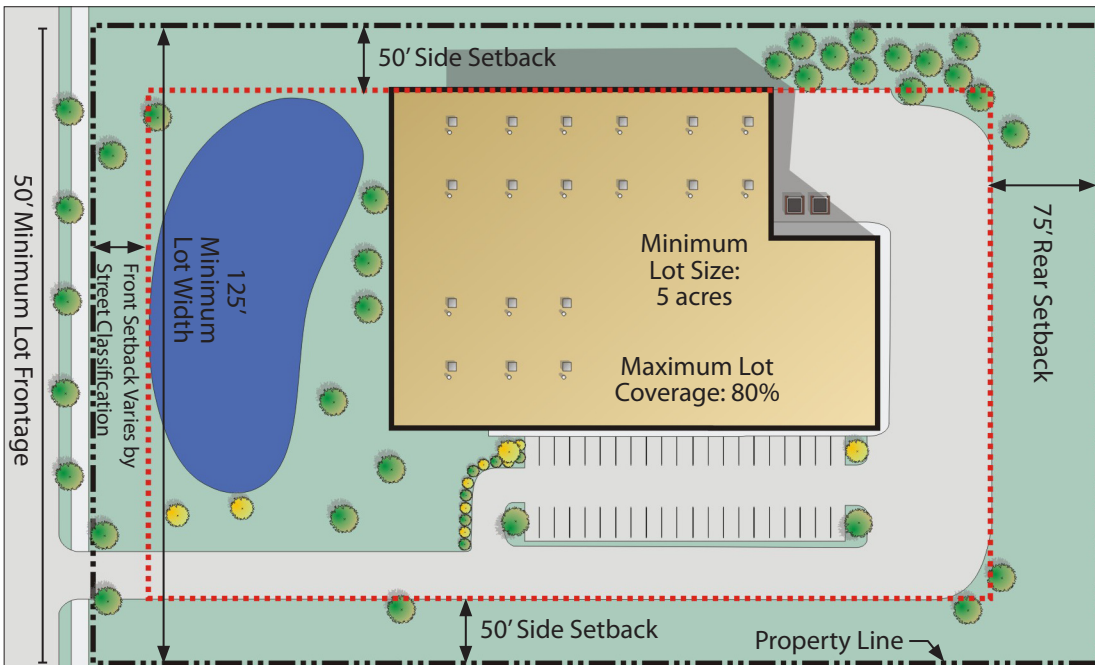 50’ Side Setback
50’ Minimum Lot Frontage
Front Setback Varies by
Street Classification
125’
Minimum
Lot Width
Minimum
Lot Size:
5 acres
Maximum Lot
Coverage: 80%
75’ Rear Setback
50’ Side Setback
Property Line